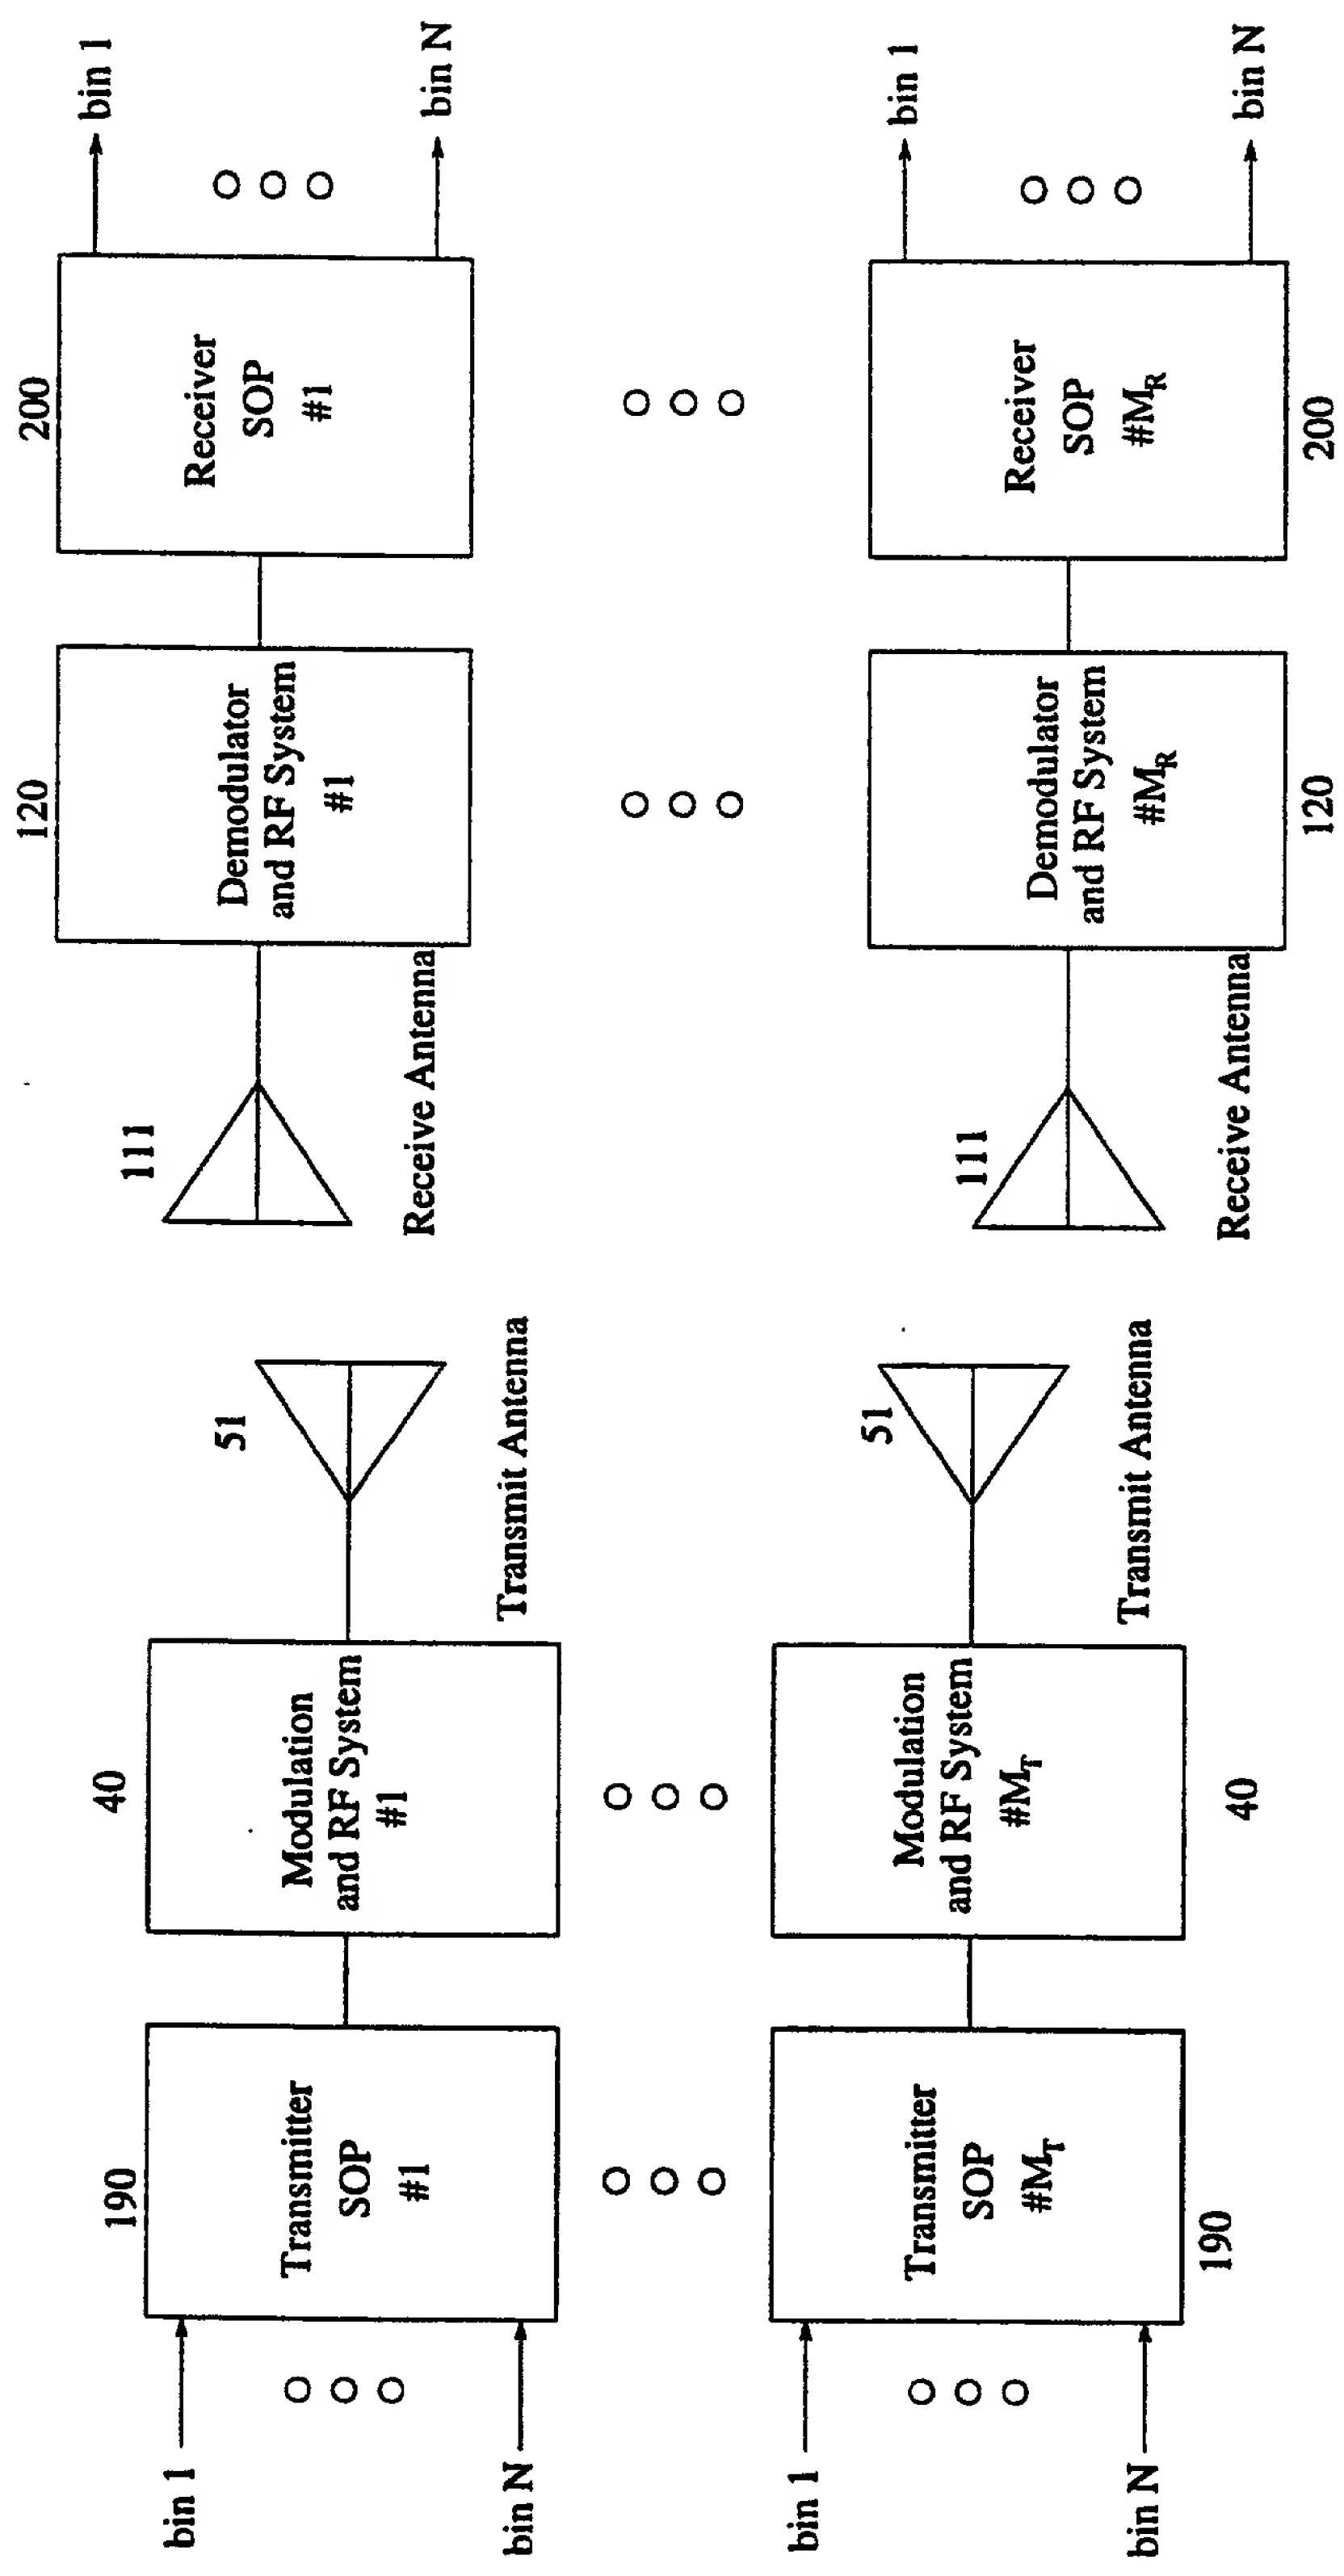 bin 1
bin N
190
Transmitter
SOP
#1
40
Modulation
and RF System
#1
51
Transmit Antenna
111
Receive Antenna
120
Demodulator
and RF System
#1
200
Receiver
SOP
#1
bin 1
bin N
bin 1
bin N
Transmitter
SOP
#M_T
190
Modulation
and RF System
#M_T
40
51
Transmit Antenna
111
Receive Antenna
Demodulator
and RF System
#M_R
120
Receiver
SOP
#M_R
200
bin 1
bin N